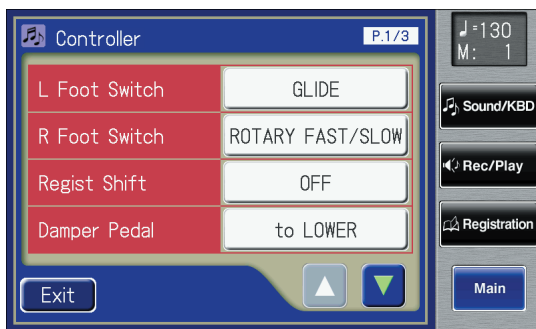 Controller
P.1/3
L Foot Switch
GLIDE
R Foot Switch
ROTARY FAST/SLOW
Regist Shift
OFF
Damper Pedal
to LOWER
Exit
♩=130
M: 1
Sound/KBD
Rec/Play
Registration
Main